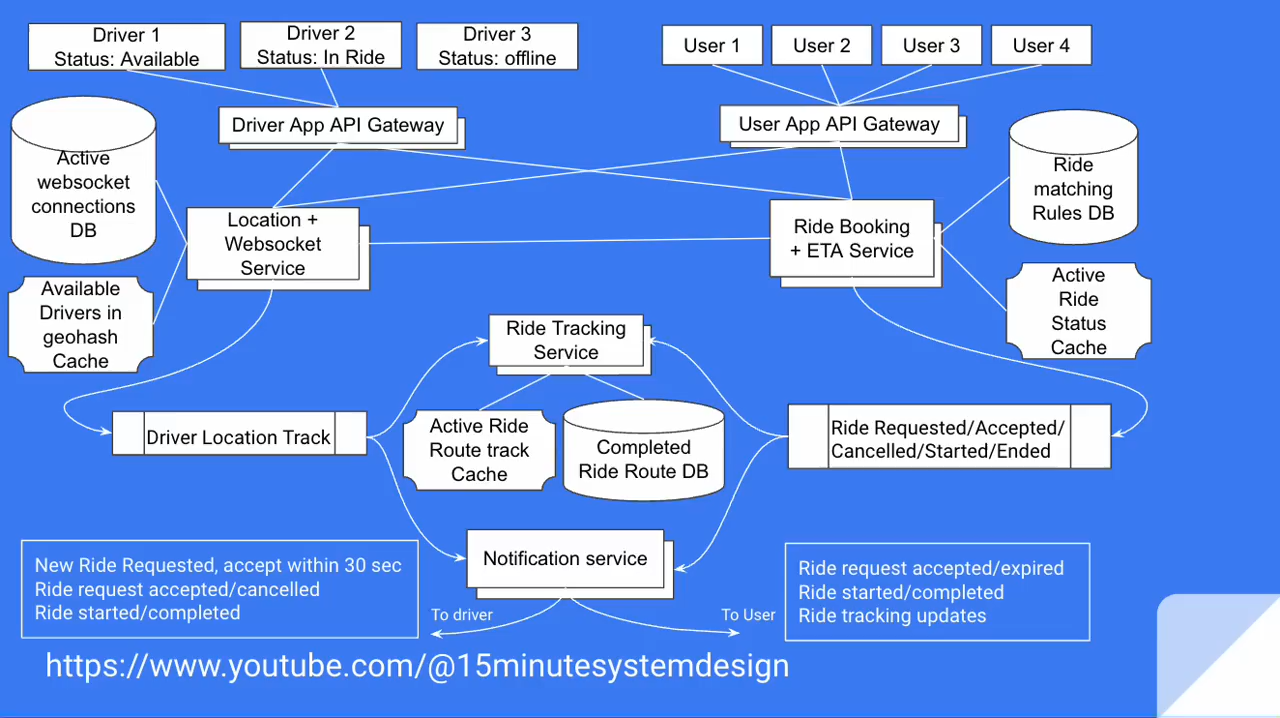 Driver 1
Status: Available
Driver 2
Status: In Ride
Driver 3
Status: offline
User 1
User 2
User 3
User 4
Driver App API Gateway
User App API Gateway
Active
websocket
connections
DB
Location +
Websocket
Service
Ride Booking
+ ETA Service
Ride
matching
Rules DB
Available
Drivers in
geohash
Cache
Active
Ride
Status
Cache
Ride Tracking
Service
Driver Location Track
Active Ride
Route track
Cache
Completed
Ride Route DB
Ride Requested/Accepted/
Cancelled/Started/Ended
Notification service
New Ride Requested, accept within 30 sec
Ride request accepted/cancelled
Ride started/completed
To driver
To User
Ride request accepted/expired
Ride started/completed
Ride tracking updates
https://www.youtube.com/@15minutesystemdesign